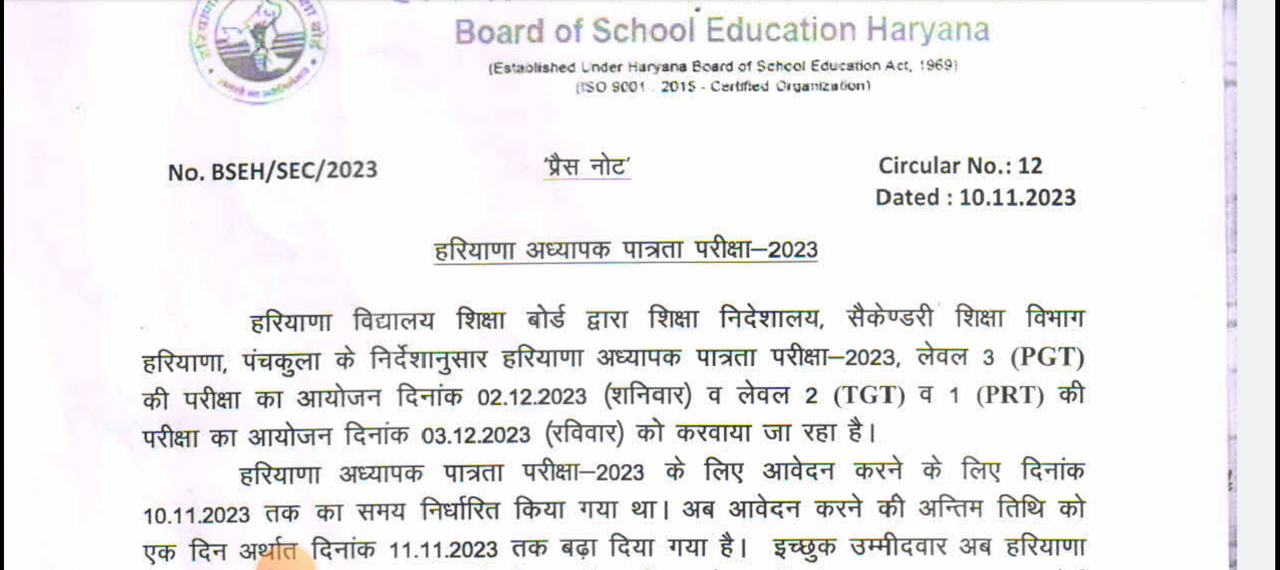 Board of School Education Haryana
(Established Under Haryana Board of School Education Act, 1969)
(ISO 9001 : 2015 - Certified Organization)
No. BSEH/SEC/2023 'प्रैस नोट' Circular No.: 12
Dated : 10.11.2023
हरियाणा अध्यापक पात्रता परीक्षा–2023
हरियाणा विद्यालय शिक्षा बोर्ड द्वारा शिक्षा निदेशालय, सैकेण्डरी शिक्षा विभाग
हरियाणा, पंचकुला के निर्देशानुसार हरियाणा अध्यापक पात्रता परीक्षा–2023, लेवल 3 (PGT)
की परीक्षा का आयोजन दिनांक 02.12.2023 (शनिवार) व लेवल 2 (TGT) व 1 (PRT) की
परीक्षा का आयोजन दिनांक 03.12.2023 (रविवार) को करवाया जा रहा है।
हरियाणा अध्यापक पात्रता परीक्षा–2023 के लिए आवेदन करने के लिए दिनांक
10.11.2023 तक का समय निर्धारित किया गया था। अब आवेदन करने की अन्तिम तिथि को
एक दिन अर्थात दिनांक 11.11.2023 तक बढ़ा दिया गया है। इच्छुक उम्मीदवार अब हरियाणा